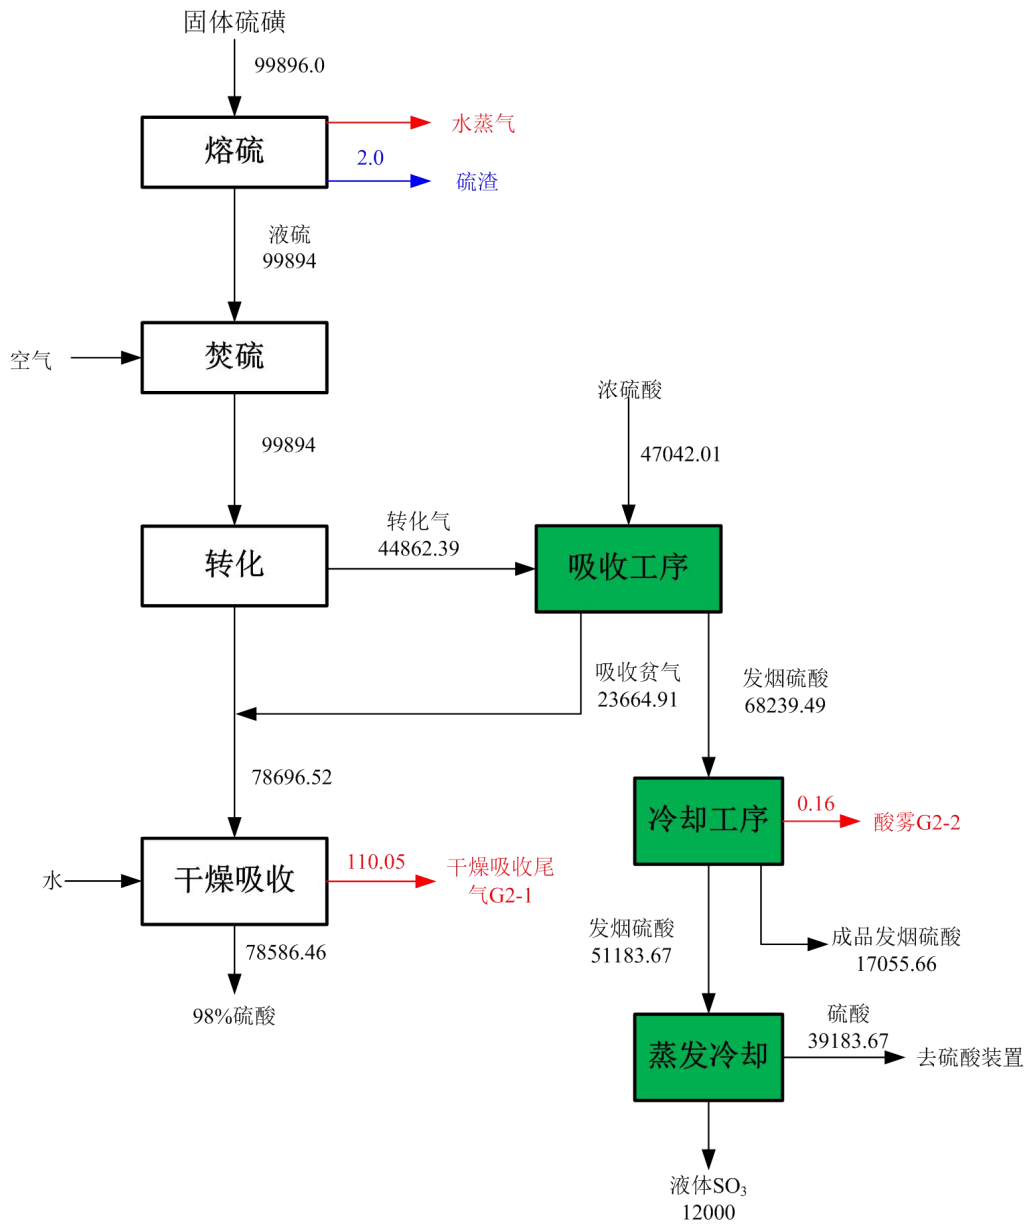 固体硫磺
99896.0
熔硫
水蒸气
2.0
硫渣
液硫
99894
空气
焚硫
99894
浓硫酸
47042.01
转化
转化气
44862.39
吸收工序
吸收贫气
23664.91
发烟硫酸
68239.49
78696.52
冷却工序
0.16
酸雾G2-2
水
干燥吸收
110.05
干燥吸收尾
气G2-1
78586.46
98%硫酸
发烟硫酸
51183.67
成品发烟硫酸
17055.66
蒸发冷却
硫酸
39183.67
去硫酸装置
液体SO₃
12000